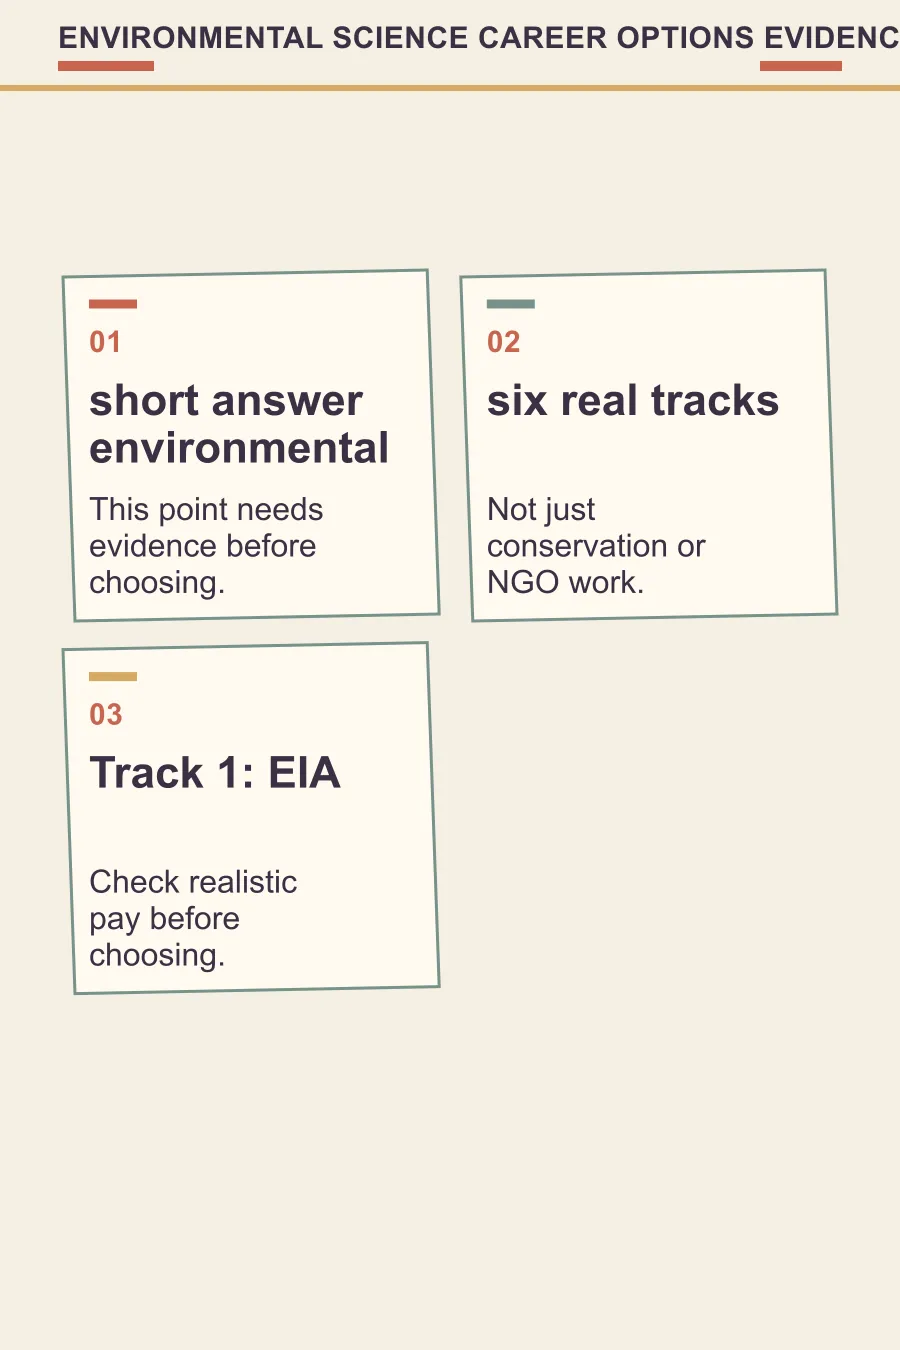 ENVIRONMENTAL SCIENCE CAREER OPTIONS EVIDENC
01
short answer
environmental
This point needs
evidence before
choosing.
02
six real tracks
Not just
conservation or
NGO work.
03
Track 1: EIA
Check realistic
pay before
choosing.